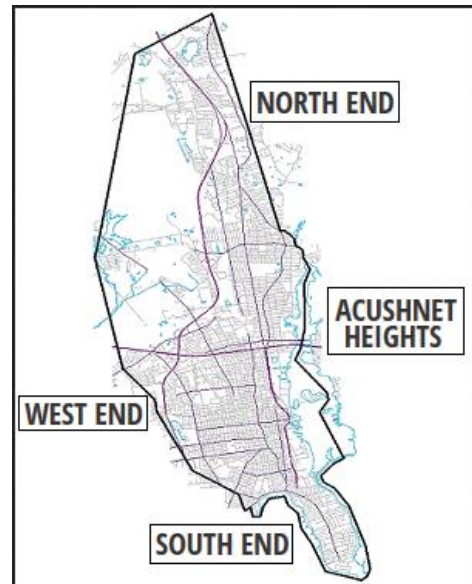 NORTH END
ACUSHNET
HEIGHTS
WEST END
SOUTH END